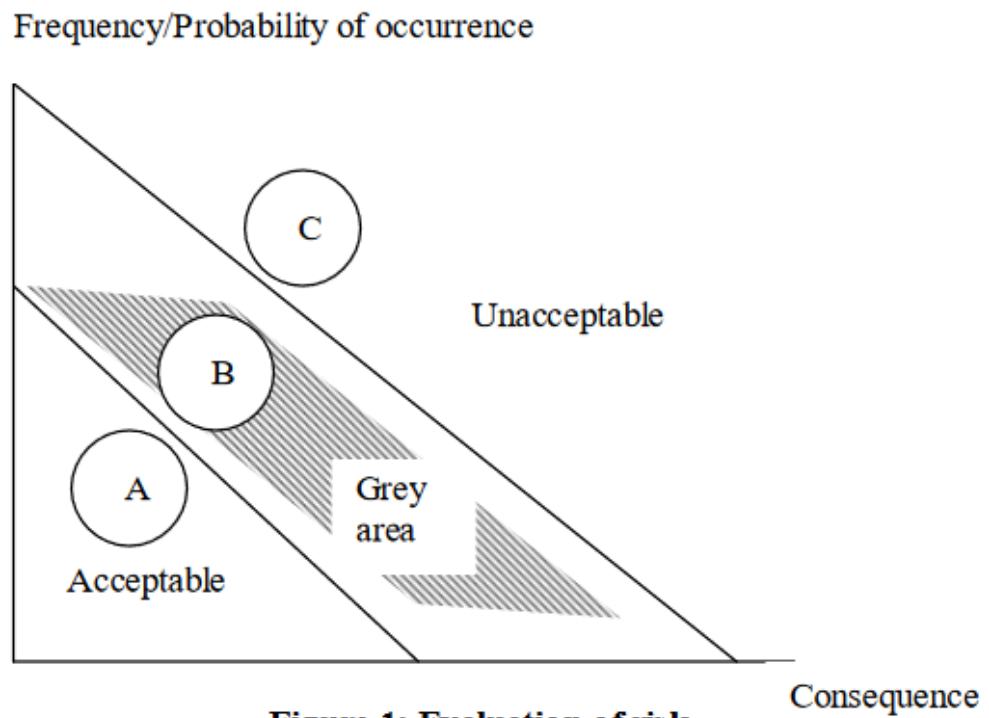 Frequency/Probability of occurrence
C
Unacceptable
B
A
Grey
area
Acceptable
Consequence
Figure 1: Evaluation of risk